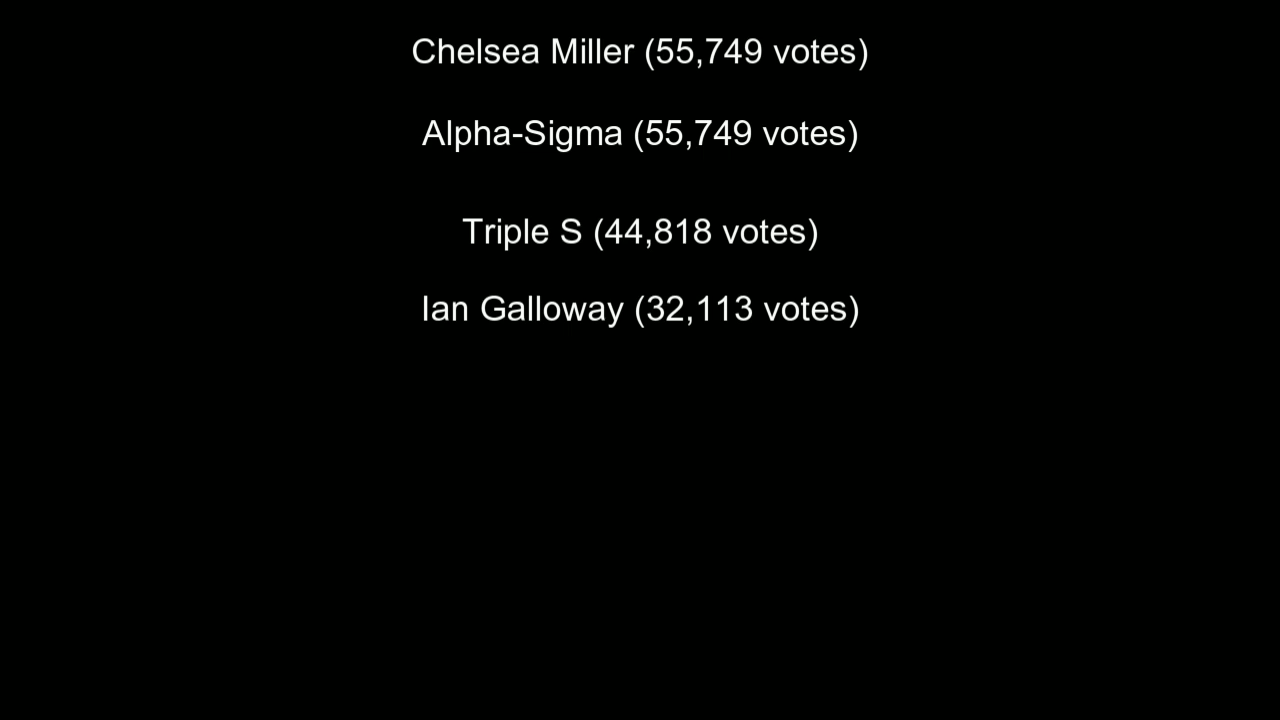 Chelsea Miller (55,749 votes)
Alpha-Sigma (55,749 votes)
Triple S (44,818 votes)
Ian Galloway (32,113 votes)